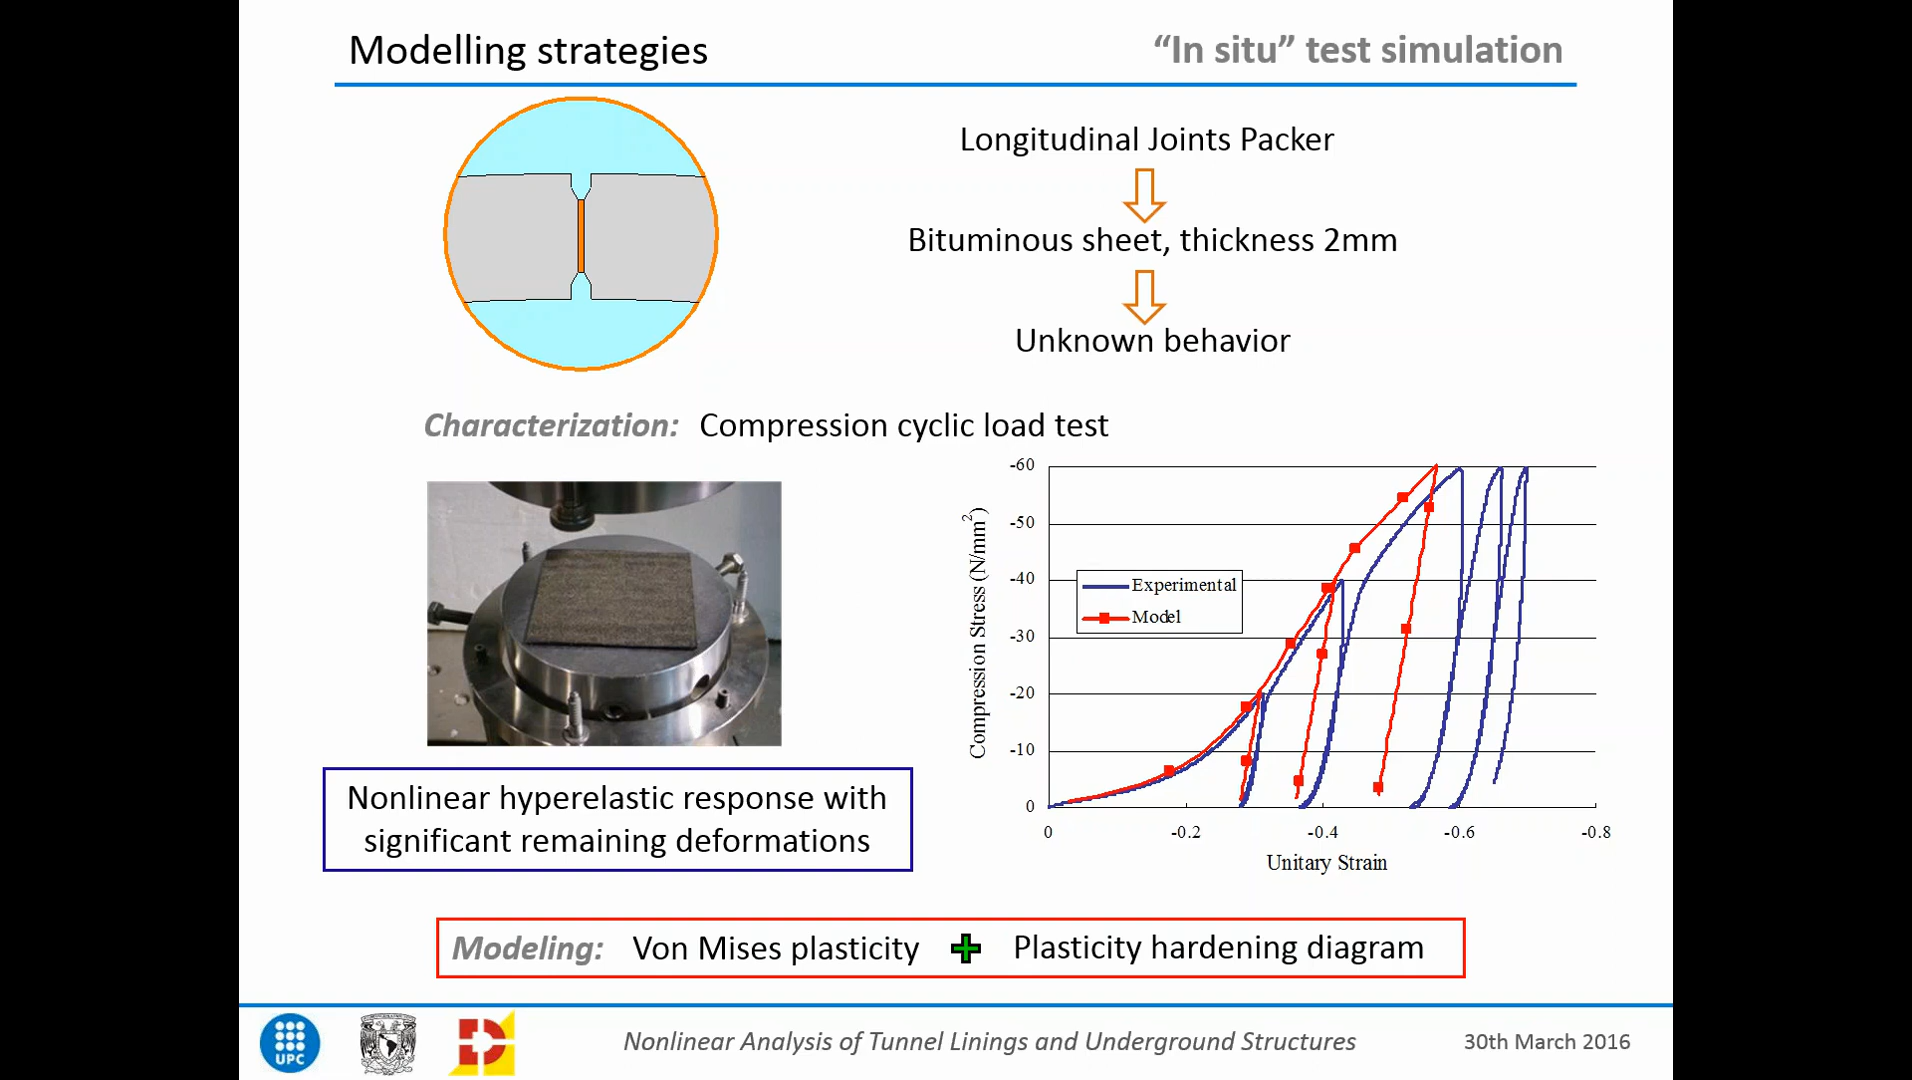 Modelling strategies
“In situ” test simulation
Longitudinal Joints Packer
Bituminous sheet, thickness 2mm
Unknown behavior
Characterization: Compression cyclic load test
Nonlinear hyperelastic response with
significant remaining deformations
Compression Stress (N/mm²)
-60
-50
-40
-30
-20
-10
0
Experimental
Model
0 -0.2 -0.4 -0.6 -0.8
Unitary Strain
Modeling: Von Mises plasticity + Plasticity hardening diagram
UPC
Nonlinear Analysis of Tunnel Linings and Underground Structures
30th March 2016